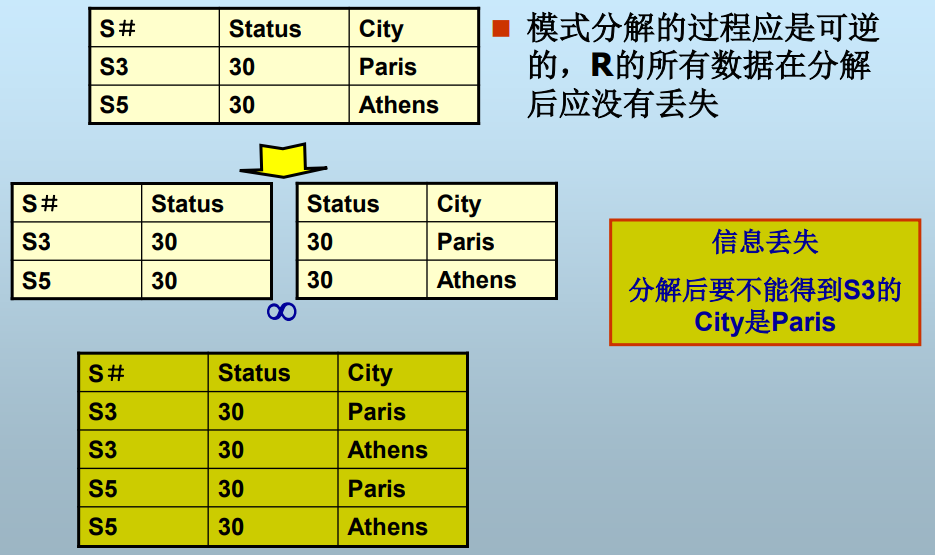 S# Status City
S3 30 Paris
S5 30 Athens
模式分解的过程应是可逆
的，R的所有数据在分解
后应没有丢失
S# Status
S3 30
S5 30
Status City
30 Paris
30 Athens
∞
信息丢失
分解后要不能得到S3的
City是Paris
S# Status City
S3 30 Paris
S3 30 Athens
S5 30 Paris
S5 30 Athens